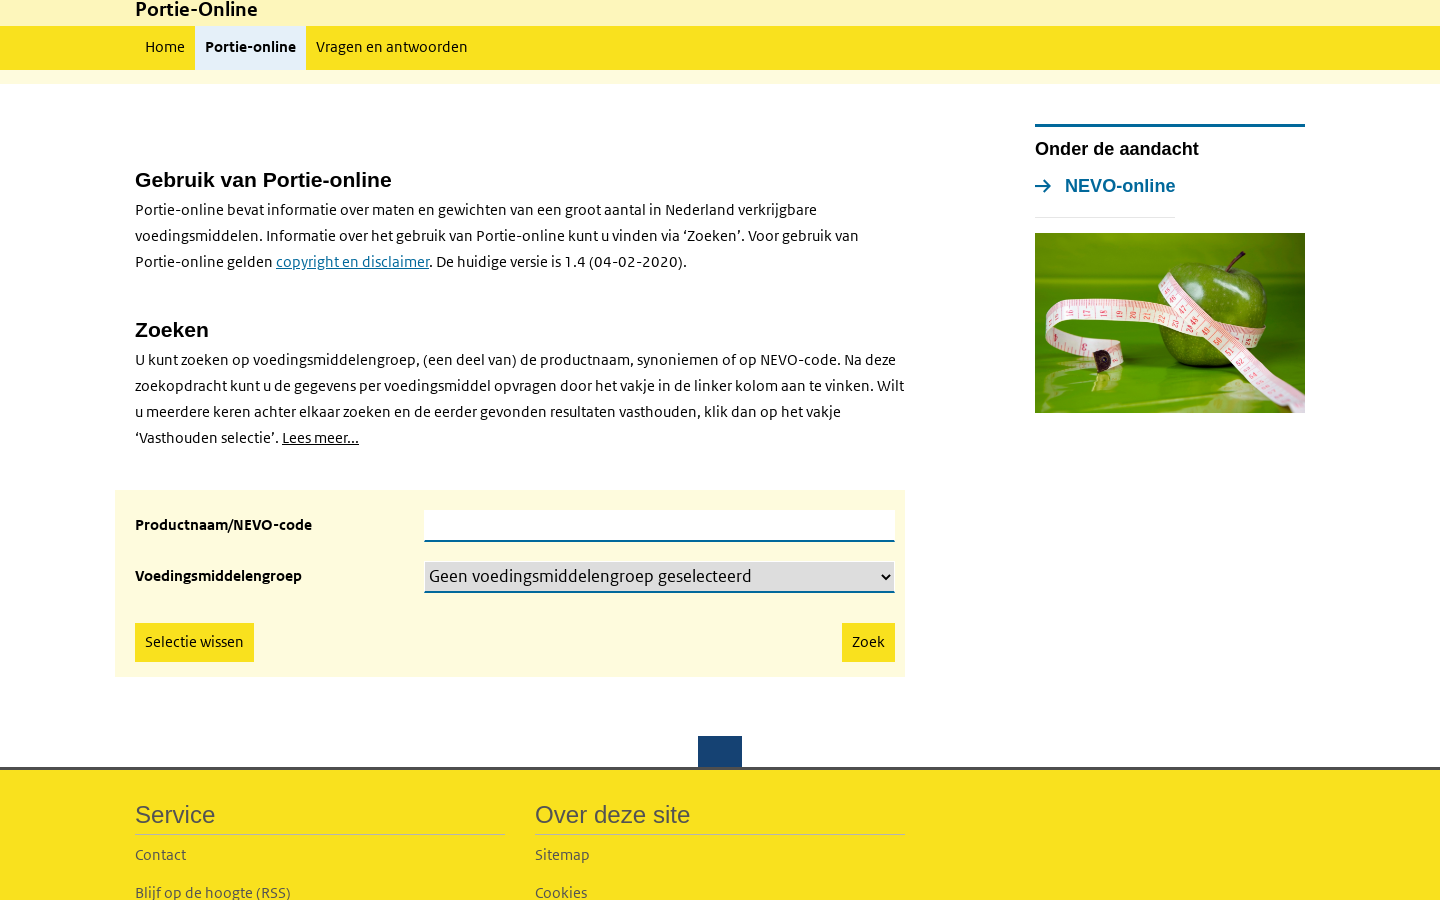 Portie-Online
Home Portie-online Vragen en antwoorden
Gebruik van Portie-online
Portie-online bevat informatie over maten en gewichten van een groot aantal in Nederland verkrijgbare
voedingsmiddelen. Informatie over het gebruik van Portie-online kunt u vinden via ‘Zoeken’. Voor gebruik van
Portie-online gelden copyright en disclaimer. De huidige versie is 1.4 (04-02-2020).
Zoeken
U kunt zoeken op voedingsmiddelengroep, (een deel van) de productnaam, synoniemen of op NEVO-code. Na deze
zoekopdracht kunt u de gegevens per voedingsmiddel opvragen door het vakje in de linker kolom aan te vinken. Wilt
u meerdere keren achter elkaar zoeken en de eerder gevonden resultaten vasthouden, klik dan op het vakje
‘Vasthouden selectie’. Lees meer...
Productnaam/NEVO-code
Voedingsmiddelengroep
Geen voedingsmiddelengroep geselecteerd
Selectie wissen
Zoek
Onder de aandacht
NEVO-online
Service
Contact
Blijf op de hoogte (RSS)
Over deze site
Sitemap
Cookies